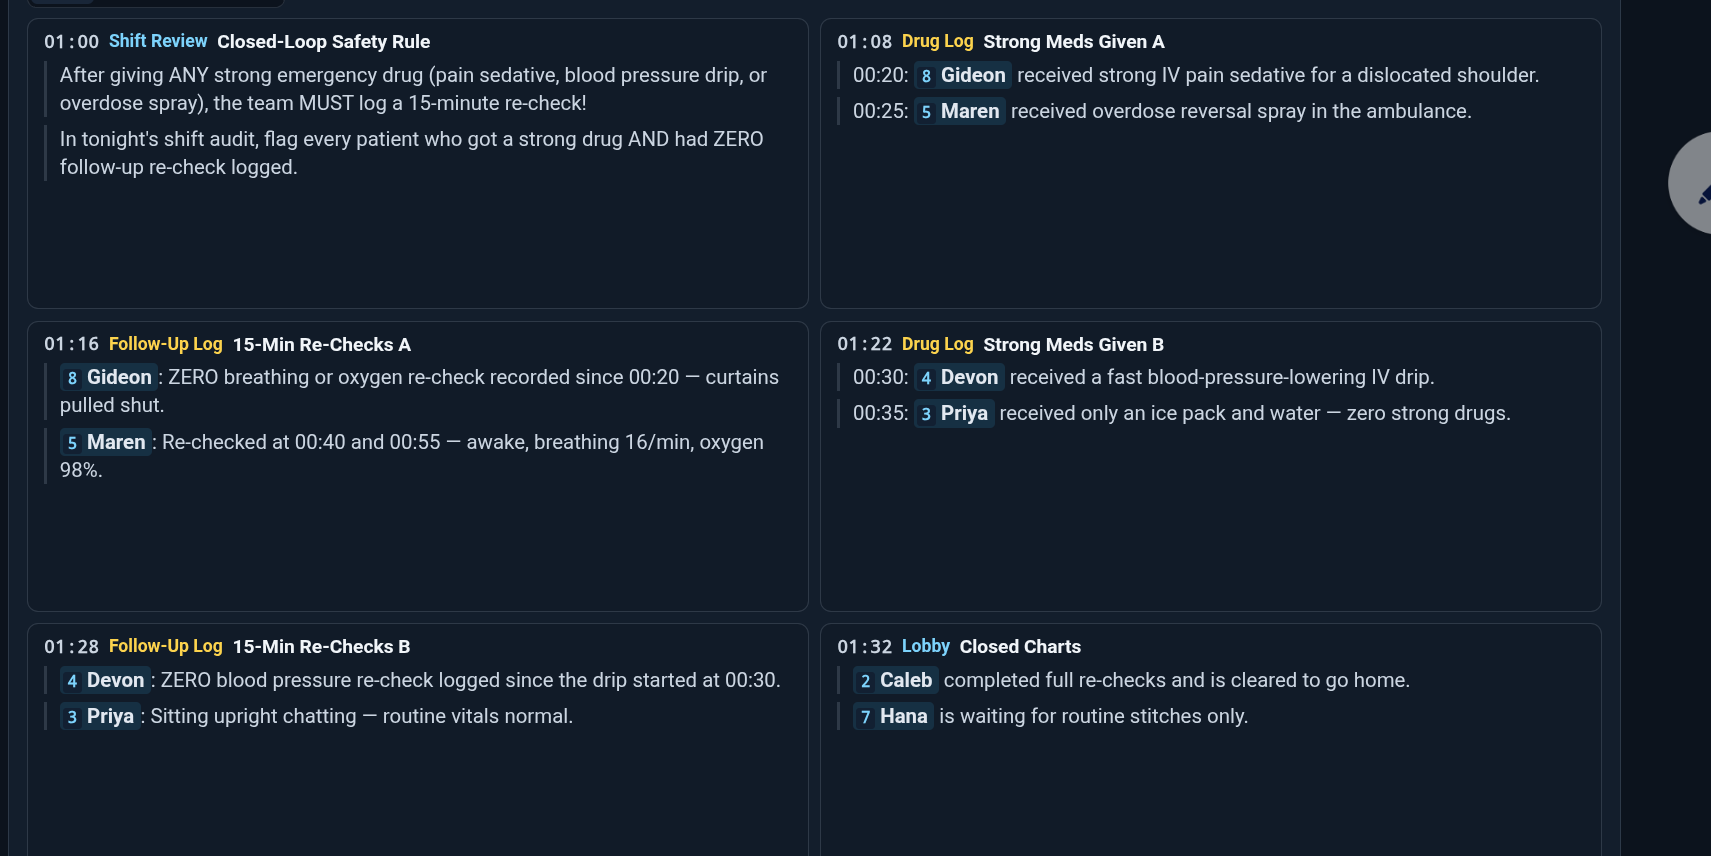 01:00 Shift Review Closed-Loop Safety Rule
After giving ANY strong emergency drug (pain sedative, blood pressure drip, or
overdose spray), the team MUST log a 15-minute re-check!
In tonight's shift audit, flag every patient who got a strong drug AND had ZERO
follow-up re-check logged.
01:08 Drug Log Strong Meds Given A
00:20: 8 Gideon received strong IV pain sedative for a dislocated shoulder.
00:25: 5 Maren received overdose reversal spray in the ambulance.
01:16 Follow-Up Log 15-Min Re-Checks A
8 Gideon: ZERO breathing or oxygen re-check recorded since 00:20 — curtains
pulled shut.
5 Maren: Re-checked at 00:40 and 00:55 — awake, breathing 16/min, oxygen
98%.
01:22 Drug Log Strong Meds Given B
00:30: 4 Devon received a fast blood-pressure-lowering IV drip.
00:35: 3 Priya received only an ice pack and water — zero strong drugs.
01:28 Follow-Up Log 15-Min Re-Checks B
4 Devon: ZERO blood pressure re-check logged since the drip started at 00:30.
3 Priya: Sitting upright chatting — routine vitals normal.
01:32 Lobby Closed Charts
2 Caleb completed full re-checks and is cleared to go home.
7 Hana is waiting for routine stitches only.